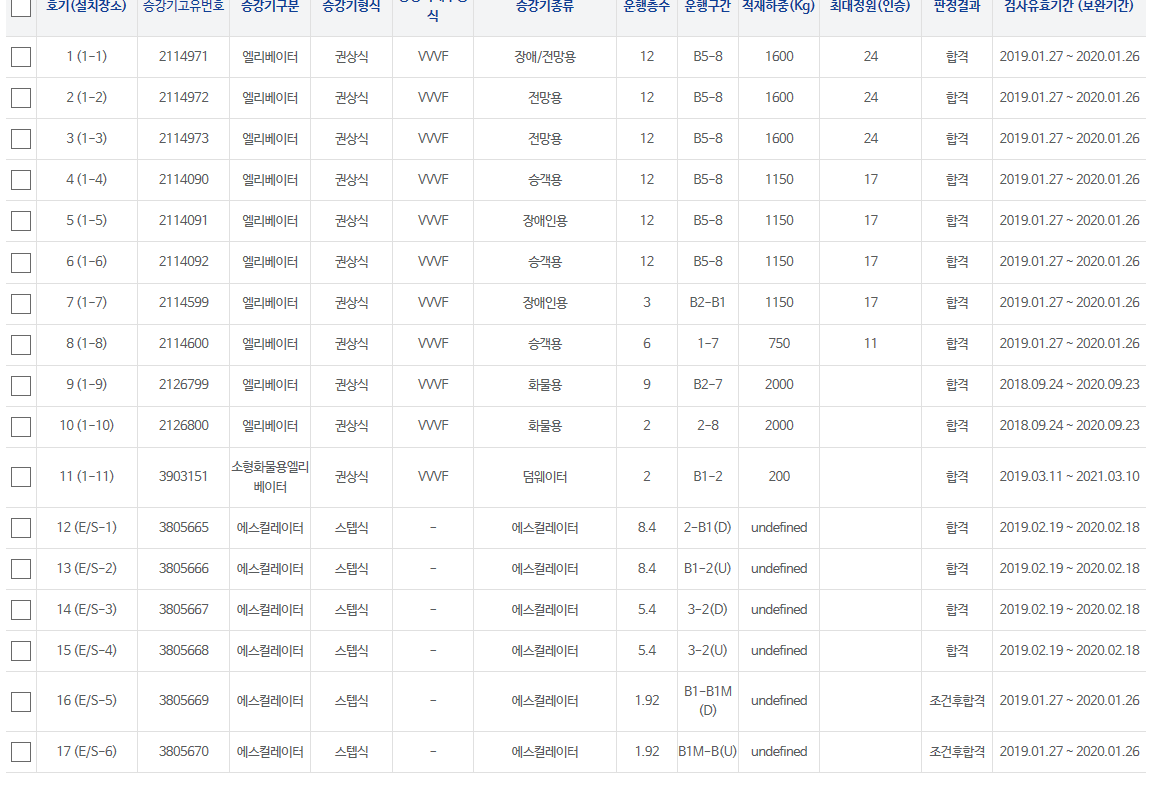 호기(설치장소) 승강기고유번호 승강기구분 승강기형식 식 승강기종류 운행층수 운행구간 적재하중(Kg) 최대정원(인승) 판정결과 검사유효기간 (보완기간)
1 (1-1) 2114971 엘리베이터 권상식 VVVF 장애/전망용 12 B5-8 1600 24 합격 2019.01.27 ~ 2020.01.26
2 (1-2) 2114972 엘리베이터 권상식 VVVF 전망용 12 B5-8 1600 24 합격 2019.01.27 ~ 2020.01.26
3 (1-3) 2114973 엘리베이터 권상식 VVVF 전망용 12 B5-8 1600 24 합격 2019.01.27 ~ 2020.01.26
4 (1-4) 2114090 엘리베이터 권상식 VVVF 승객용 12 B5-8 1150 17 합격 2019.01.27 ~ 2020.01.26
5 (1-5) 2114091 엘리베이터 권상식 VVVF 장애인용 12 B5-8 1150 17 합격 2019.01.27 ~ 2020.01.26
6 (1-6) 2114092 엘리베이터 권상식 VVVF 승객용 12 B5-8 1150 17 합격 2019.01.27 ~ 2020.01.26
7 (1-7) 2114599 엘리베이터 권상식 VVVF 장애인용 3 B2-B1 1150 17 합격 2019.01.27 ~ 2020.01.26
8 (1-8) 2114600 엘리베이터 권상식 VVVF 승객용 6 1-7 750 11 합격 2019.01.27 ~ 2020.01.26
9 (1-9) 2126799 엘리베이터 권상식 VVVF 화물용 9 B2-7 2000 합격 2018.09.24 ~ 2020.09.23
10 (1-10) 2126800 엘리베이터 권상식 VVVF 화물용 2 2-8 2000 합격 2018.09.24 ~ 2020.09.23
11 (1-11) 3903151 소형화물용엘리 권상식 VVVF 덤웨이터 2 B1-2 200 합격 2019.03.11 ~ 2021.03.10
베이터
12 (E/S-1) 3805665 에스컬레이터 스텝식 - 에스컬레이터 8.4 2-B1(D) undefined 합격 2019.02.19 ~ 2020.02.18
13 (E/S-2) 3805666 에스컬레이터 스텝식 - 에스컬레이터 8.4 B1-2(U) undefined 합격 2019.02.19 ~ 2020.02.18
14 (E/S-3) 3805667 에스컬레이터 스텝식 - 에스컬레이터 5.4 3-2(D) undefined 합격 2019.02.19 ~ 2020.02.18
15 (E/S-4) 3805668 에스컬레이터 스텝식 - 에스컬레이터 5.4 3-2(U) undefined 합격 2019.02.19 ~ 2020.02.18
16 (E/S-5) 3805669 에스컬레이터 스텝식 - 에스컬레이터 1.92 B1-B1M undefined 조건후합격 2019.01.27 ~ 2020.01.26
(D)
17 (E/S-6) 3805670 에스컬레이터 스텝식 - 에스컬레이터 1.92 B1M-B(U) undefined 조건후합격 2019.01.27 ~ 2020.01.26